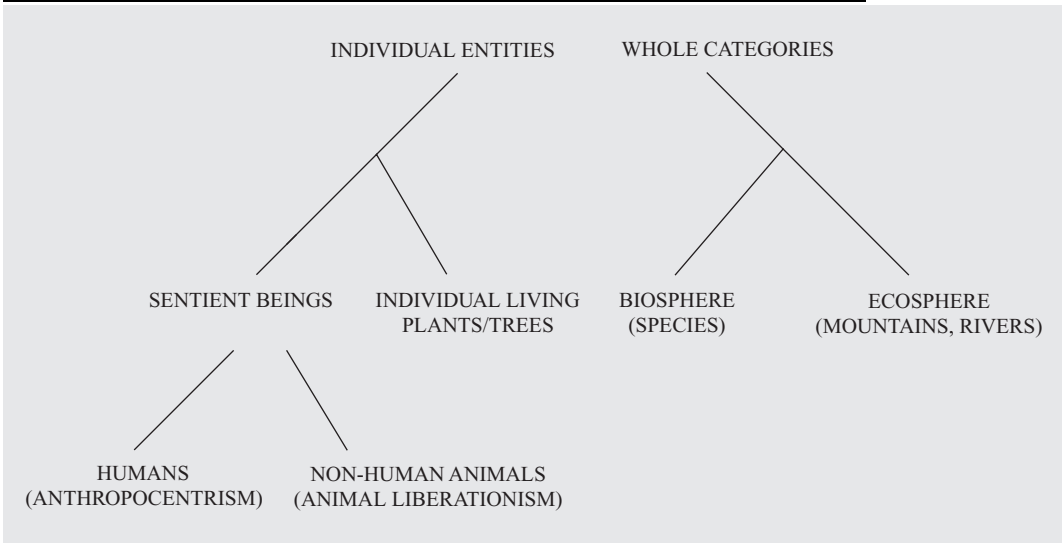 INDIVIDUAL ENTITIES
WHOLE CATEGORIES
SENTIENT BEINGS
INDIVIDUAL LIVING
PLANTS/TREES
BIOSPHERE
(SPECIES)
ECOSPHERE
(MOUNTAINS, RIVERS)
HUMANS
(ANTHROPOCENTRISM)
NON-HUMAN ANIMALS
(ANIMAL LIBERATIONISM)